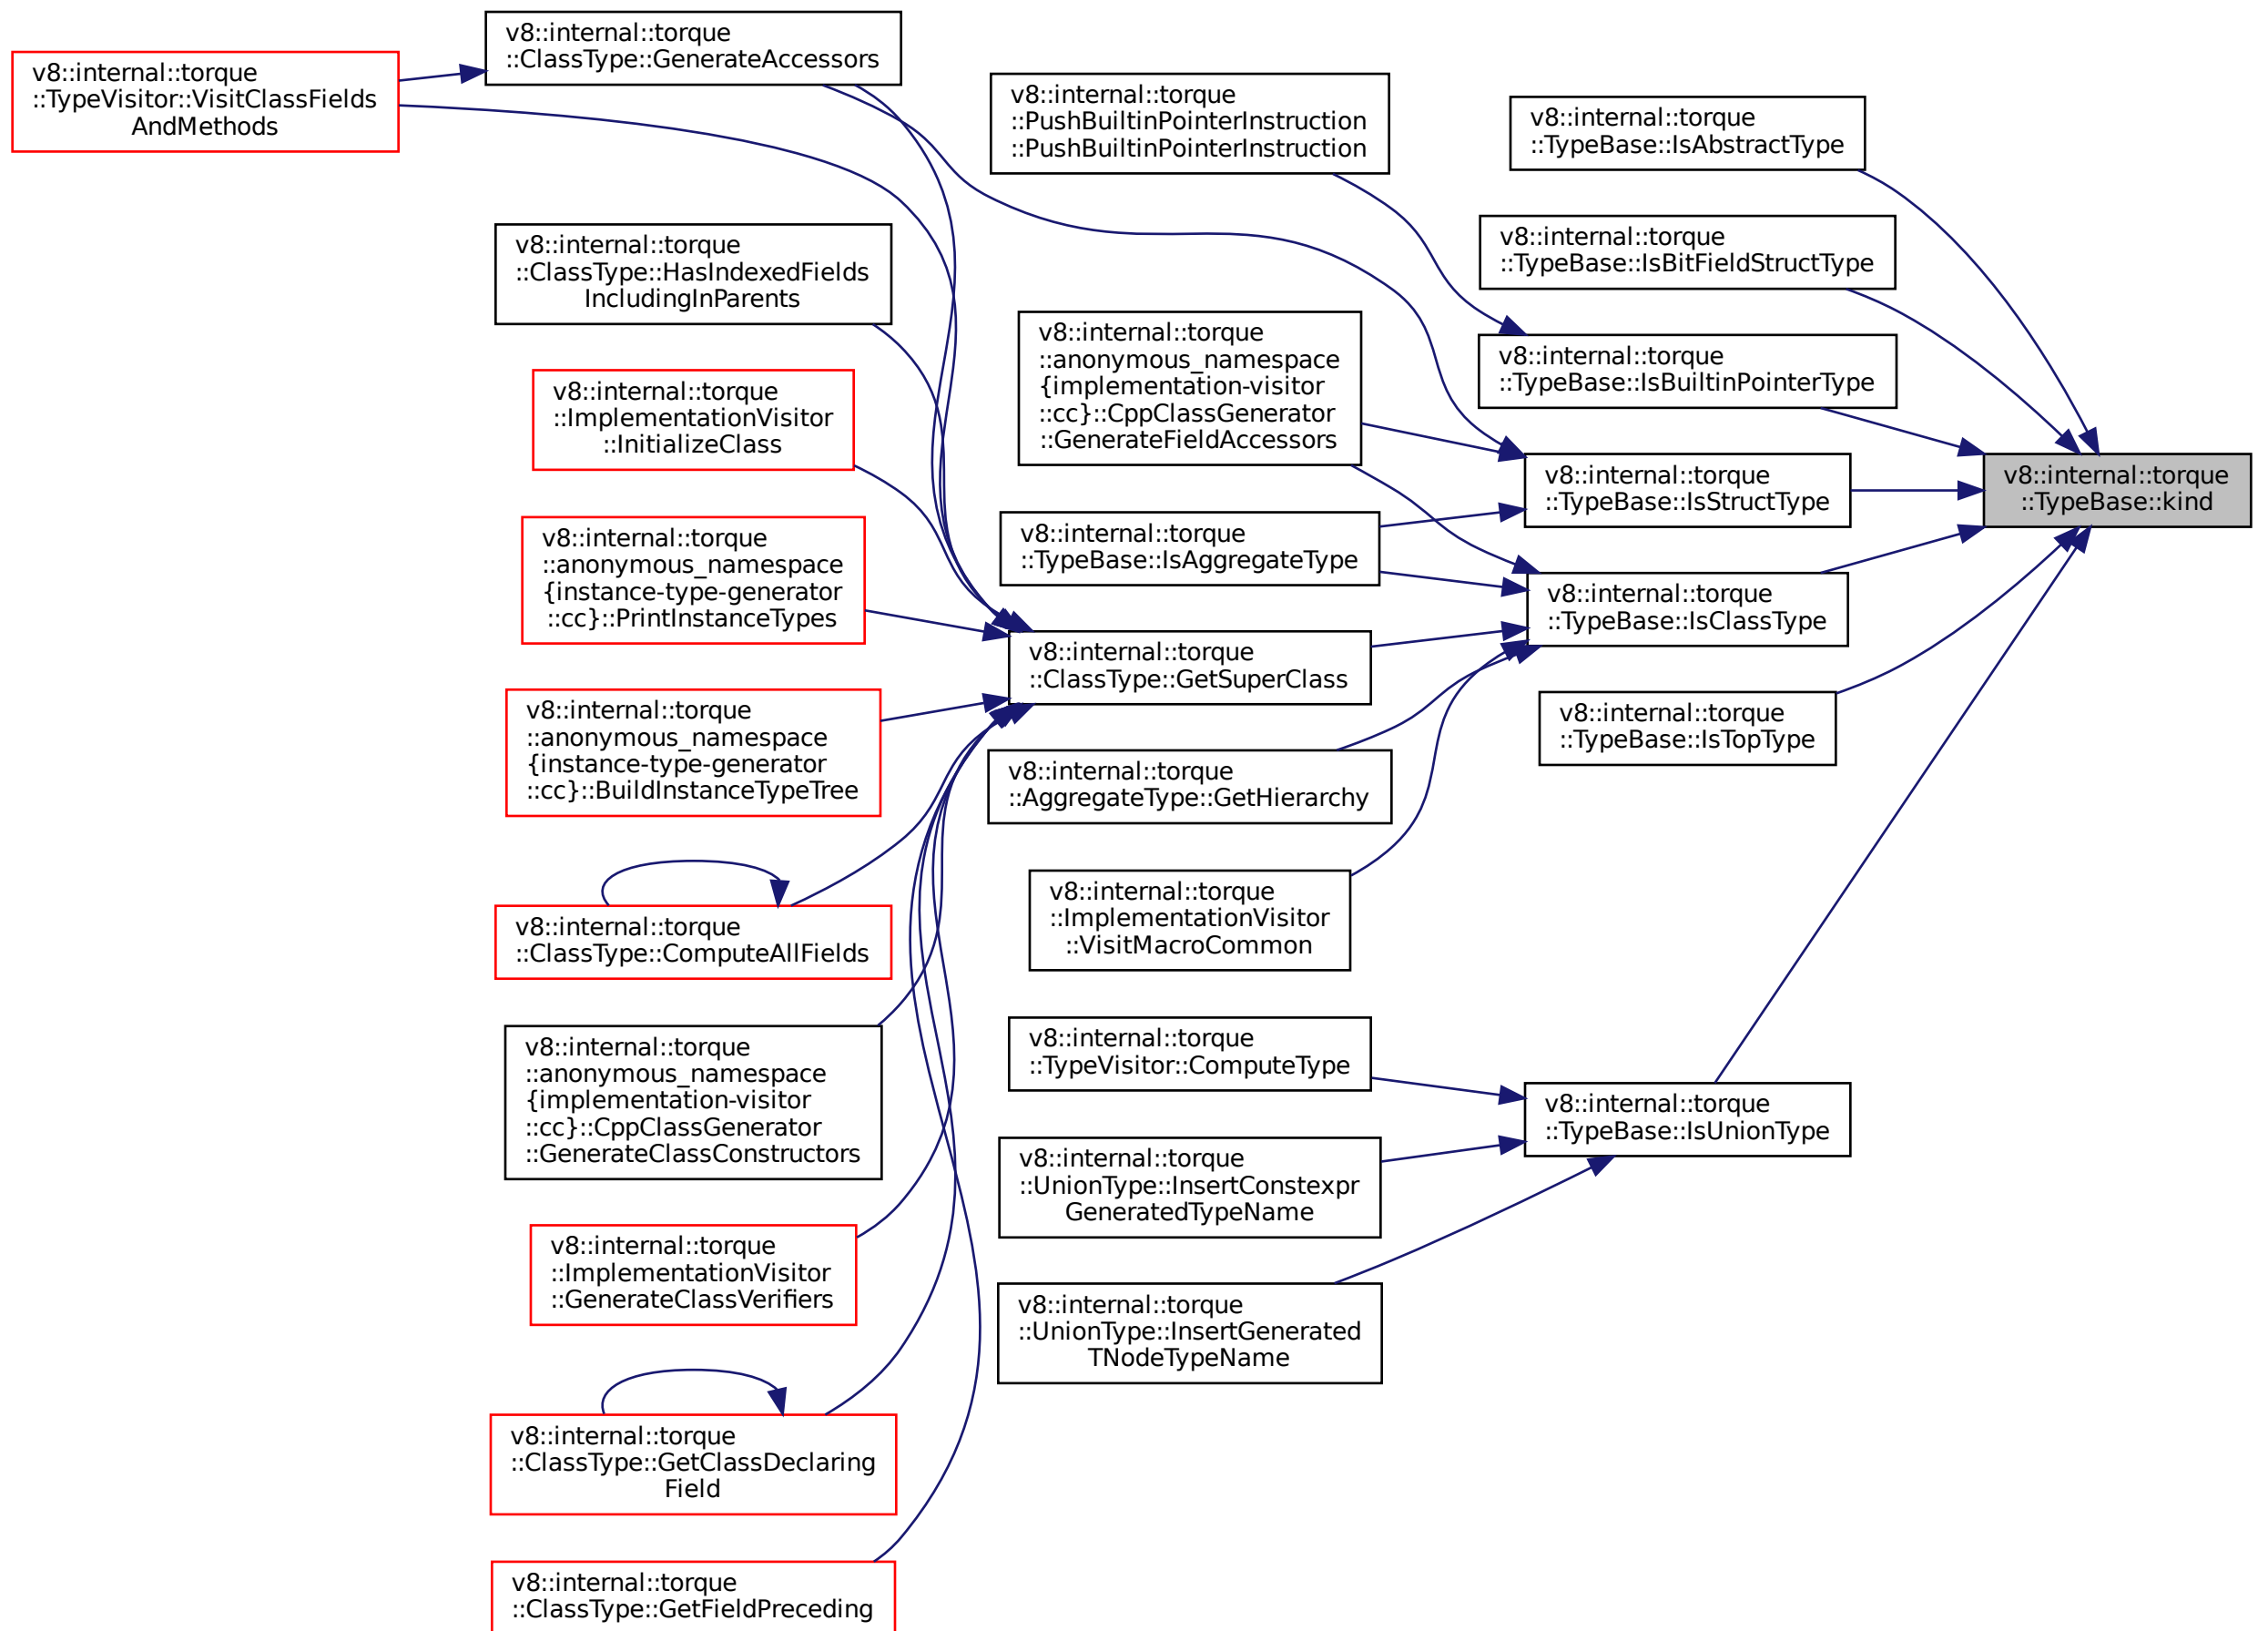 v8::internal::torque
::TypeVisitor::VisitClassFields
AndMethods
v8::internal::torque
::ClassType::GenerateAccessors
v8::internal::torque
::ClassType::HasIndexedFields
IncludingInParents
v8::internal::torque
::ImplementationVisitor
::InitializeClass
v8::internal::torque
::anonymous_namespace
{instance-type-generator
::cc}::PrintInstanceTypes
v8::internal::torque
::anonymous_namespace
{instance-type-generator
::cc}::BuildInstanceTypeTree
v8::internal::torque
::ClassType::ComputeAllFields
v8::internal::torque
::anonymous_namespace
{implementation-visitor
::cc}::CppClassGenerator
::GenerateClassConstructors
v8::internal::torque
::ImplementationVisitor
::GenerateClassVerifiers
v8::internal::torque
::ClassType::GetClassDeclaring
Field
v8::internal::torque
::ClassType::GetFieldPreceding
v8::internal::torque
::PushBuiltinPointerInstruction
::PushBuiltinPointerInstruction
v8::internal::torque
::anonymous_namespace
{implementation-visitor
::cc}::CppClassGenerator
::GenerateFieldAccessors
v8::internal::torque
::TypeBase::IsAggregateType
v8::internal::torque
::ClassType::GetSuperClass
v8::internal::torque
::AggregateType::GetHierarchy
v8::internal::torque
::ImplementationVisitor
::VisitMacroCommon
v8::internal::torque
::TypeVisitor::ComputeType
v8::internal::torque
::UnionType::InsertConstexpr
GeneratedTypeName
v8::internal::torque
::UnionType::InsertGenerated
TNodeTypeName
v8::internal::torque
::TypeBase::IsAbstractType
v8::internal::torque
::TypeBase::IsBitFieldStructType
v8::internal::torque
::TypeBase::IsBuiltinPointerType
v8::internal::torque
::TypeBase::IsStructType
v8::internal::torque
::TypeBase::IsClassType
v8::internal::torque
::TypeBase::IsTopType
v8::internal::torque
::TypeBase::IsUnionType
v8::internal::torque
::TypeBase::kind